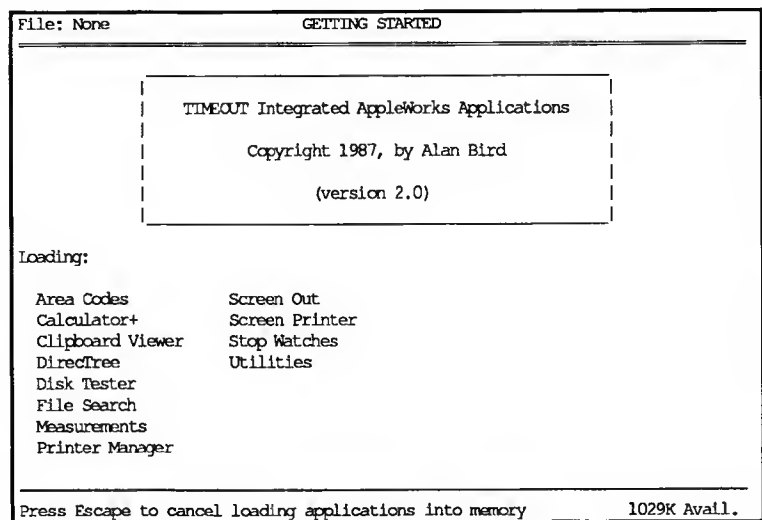 File: None GETTING STARTED
TIMEOUT Integrated AppleWorks Applications
Copyright 1987, by Alan Bird
(version 2.0)
Loading:
Area Codes Screen Out
Calculator+ Screen Printer
Clipboard Viewer Stop Watches
DirecTree Utilities
Disk Tester
File Search
Measurements
Printer Manager
Press Escape to cancel loading applications into memory 1029K Avail.